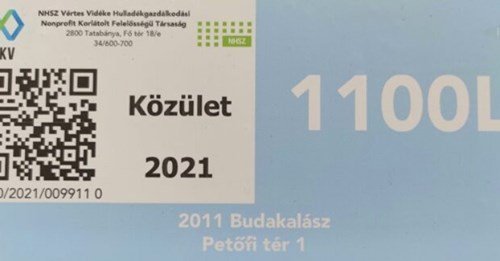 NHSZ Vértes Vidéke Hulladékgazdálkodási
Nonprofit Korlátolt Felelősségű Társaság
2800 Tatabánya, Fő tér 18/e
34/600-700
NHSZ
KV
Közület
2021
1100L
0/2021/009911 0
2011 Budakalász
Petőfi tér 1